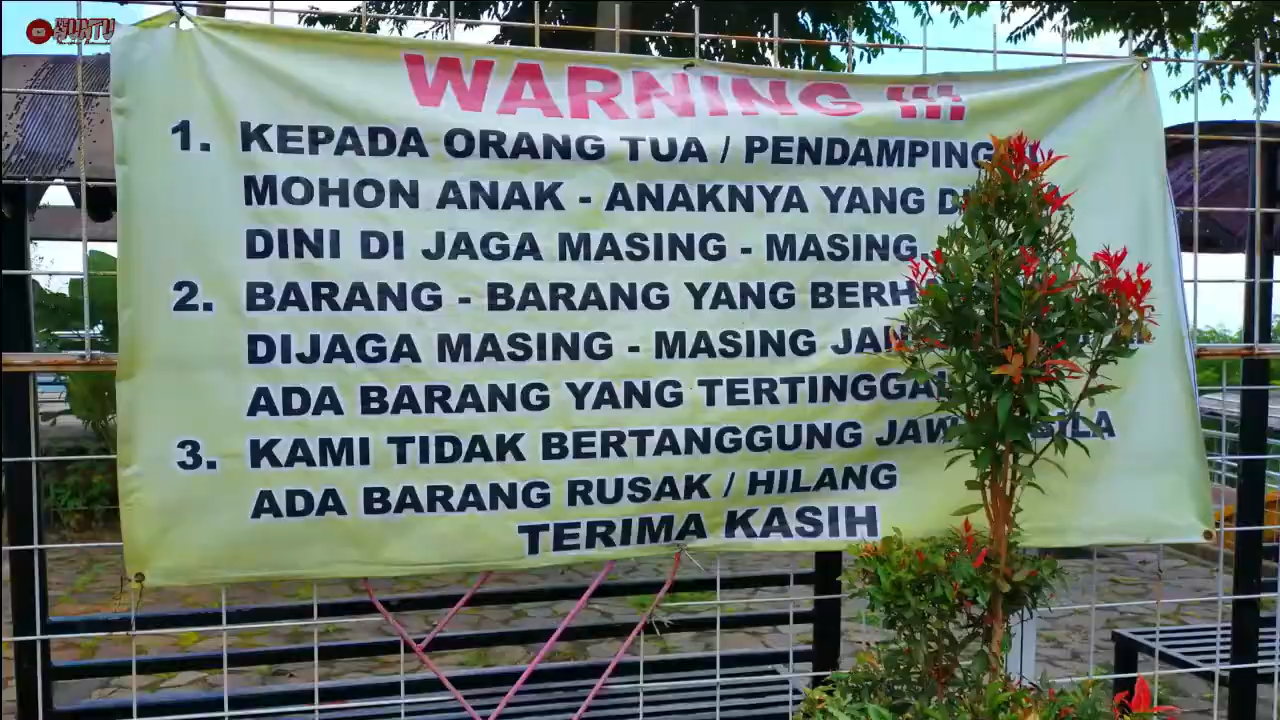 WARNING !!!
1. KEPADA ORANG TUA / PENDAMPING
MOHON ANAK - ANAKNYA YANG
DINI DI JAGA MASING - MASING
2. BARANG - BARANG YANG
DIJAGA MASING - MASING
ADA BARANG YANG TERTINGGAL
3. KAMI TIDAK BERTANGGUNG
ADA BARANG RUSAK / HILANG
TERIMA KASIH